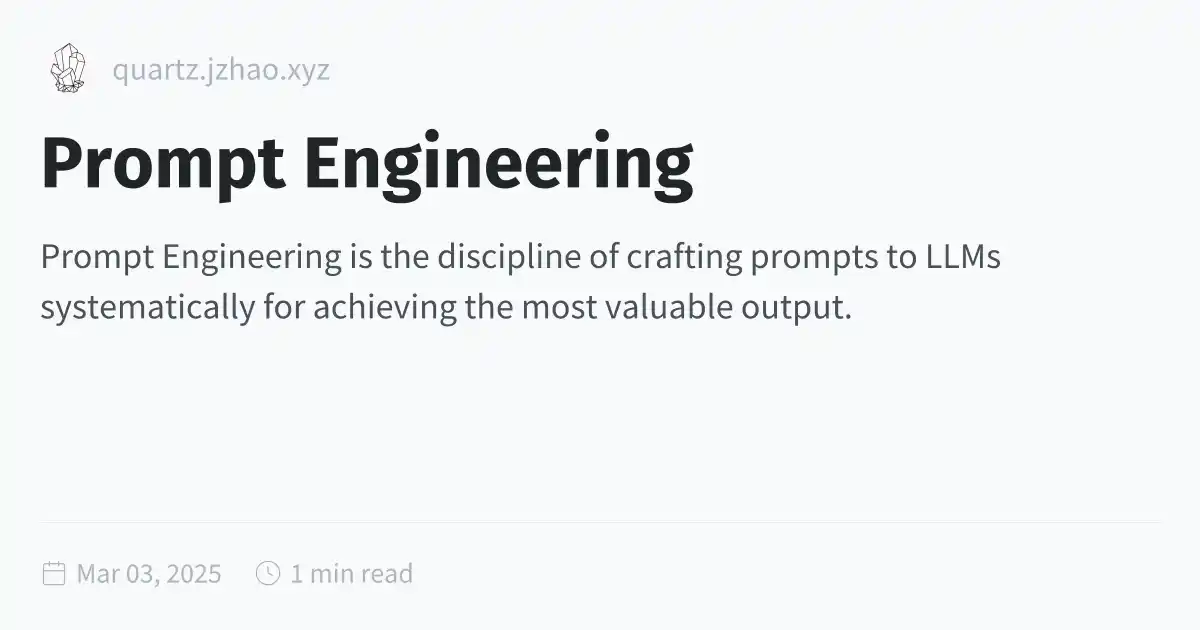 quartz.jzhao.xyz
Prompt Engineering
Prompt Engineering is the discipline of crafting prompts to LLMs
systematically for achieving the most valuable output.
Mar 03, 2025 1 min read